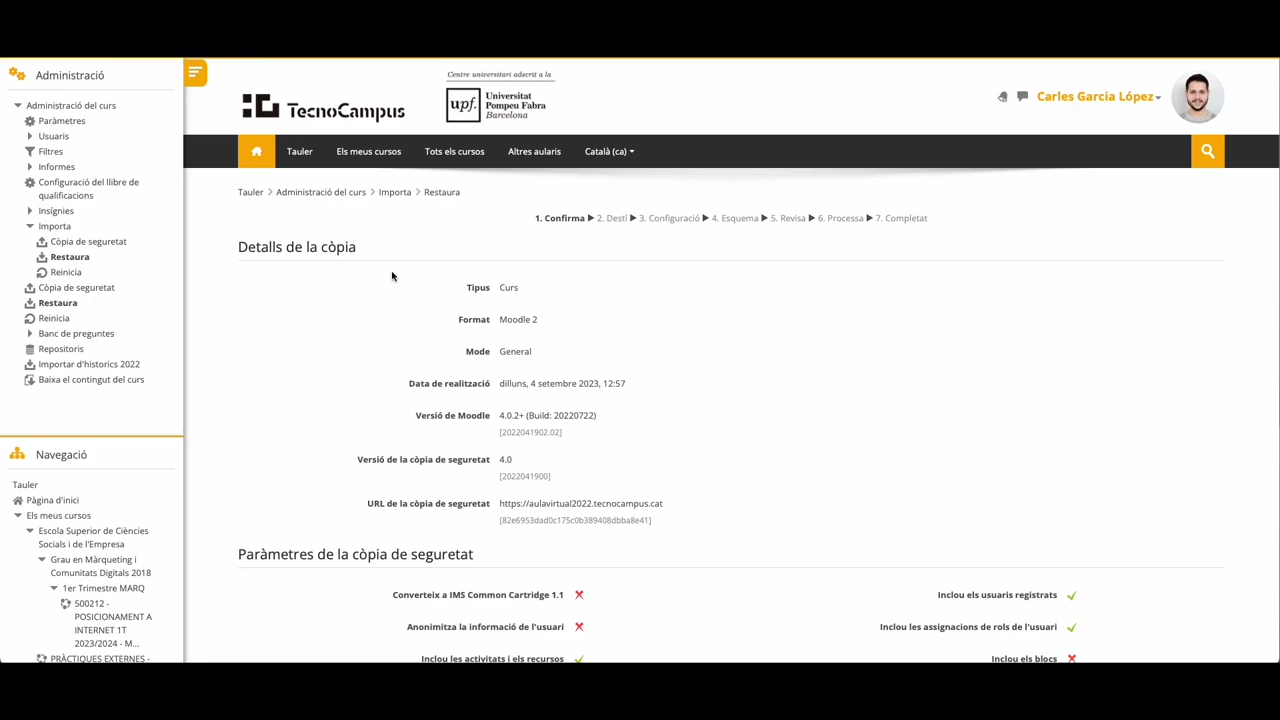 Administració
Administració del curs
Paràmetres
Usuaris
Filtres
Informes
Configuració del llibre de
qualificacions
Insígnies
Importa
Còpia de seguretat
Restaura
Reinicia
Còpia de seguretat
Restaura
Reinicia
Banc de preguntes
Repositoris
Importar d'historics 2022
Baixa el contingut del curs
Navegació
Tauler
Pàgina d'inici
Els meus cursos
Escola Superior de Ciències
Socials i de l'Empresa
Grau en Màrqueting i
Comunitats Digitals 2018
1er Trimestre MARQ
500212 -
POSICIONAMENT A
INTERNET 1T
2023/2024 - M...
PRÀCTIQUES EXTERNES -
TecnoCampus
Centre universitari adscrit a la
upf. Universitat
Pompeu Fabra
Barcelona
Carles Garcia López
Tauler Els meus cursos Tots els cursos Altres aularis Català (ca)
Tauler > Administració del curs > Importa > Restaura
1. Confirma ► 2. Destí ► 3. Configuració ► 4. Esquema ► 5. Revisa ► 6. Processa ► 7. Completat
Detalls de la còpia
Tipus Curs
Format Moodle 2
Mode General
Data de realització dilluns, 4 setembre 2023, 12:57
Versió de Moodle 4.0.2+ (Build: 20220722)
[2022041902.02]
Versió de la còpia de seguretat 4.0
[2022041900]
URL de la còpia de seguretat https://aulavirtual2022.tecnocampus.cat
[82e6953dad0c175c0b389408dbba8e41]
Paràmetres de la còpia de seguretat
Converteix a IMS Common Cartridge 1.1 Inclou els usuaris registrats
Anonimitza la informació de l'usuari Inclou les assignacions de rols de l'usuari
Inclou les activitats i els recursos Inclou els blocs